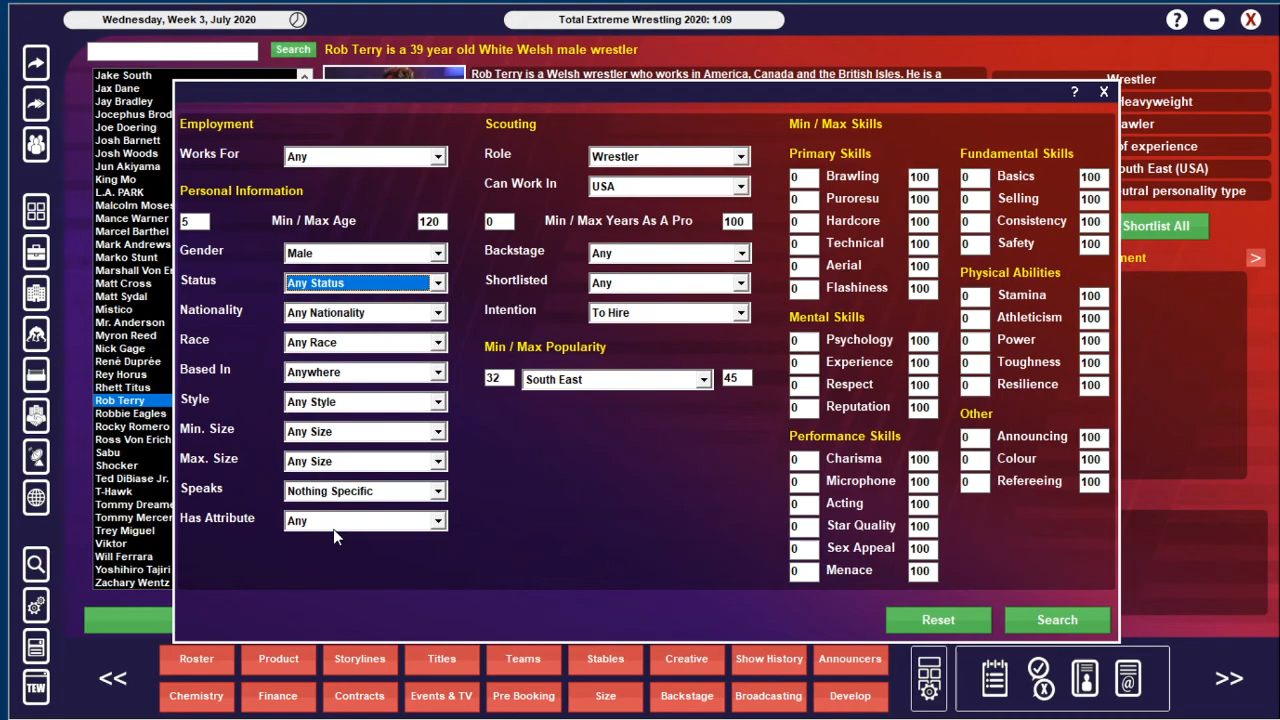 Wednesday, Week 3, July 2020
Total Extreme Wrestling 2020: 1.09
?
X
Search
Rob Terry is a 39 year old White Welsh male wrestler
Rob Terry is a Welsh wrestler who works in America, Canada and the British Isles. He is a
Jake South
Jax Dane
Jay Bradley
Jocephus Brod
Joe Doering
Josh Barnett
Josh Woods
Jun Akiyama
King Mo
L.A. PARK
Malcolm Moses
Mance Warner
Marcel Barthel
Mark Andrews
Marko Stunt
Marshall Von E
Matt Cross
Matt Sydal
Mistico
Mr. Anderson
Myron Reed
Nick Gage
Renè Duprée
Rey Horus
Rhett Titus
Rob Terry
Robbie Eagles
Rocky Romero
Ross Von Erich
Sabu
Shocker
Ted DiBiase Jr.
T-Hawk
Tommy Dreame
Tommy Mercer
Trey Miguel
Viktor
Will Ferrara
Yoshihiro Tajiri
Zachary Wentz
Wrestler
Heavyweight
awler
of experience
outh East (USA)
utral personality type
Shortlist All
ment
>
? X
Employment
Works For Any
Personal Information
5 Min / Max Age 120
Gender Male
Status Any Status
Nationality Any Nationality
Race Any Race
Based In Anywhere
Style Any Style
Min. Size Any Size
Max. Size Any Size
Speaks Nothing Specific
Has Attribute Any
Scouting
Role Wrestler
Can Work In USA
0 Min / Max Years As A Pro 100
Backstage Any
Shortlisted Any
Intention To Hire
Min / Max Popularity
32 South East 45
Min / Max Skills
Primary Skills
0 Brawling 100
0 Puroresu 100
0 Hardcore 100
0 Technical 100
0 Aerial 100
0 Flashiness 100
Mental Skills
0 Psychology 100
0 Experience 100
0 Respect 100
0 Reputation 100
Performance Skills
0 Charisma 100
0 Microphone 100
0 Acting 100
0 Star Quality 100
0 Sex Appeal 100
0 Menace 100
Fundamental Skills
0 Basics 100
0 Selling 100
0 Consistency 100
0 Safety 100
Physical Abilities
0 Stamina 100
0 Athleticism 100
0 Power 100
0 Toughness 100
0 Resilience 100
Other
0 Announcing 100
0 Colour 100
0 Refereeing 100
Reset
Search
TEW
<<
Roster Product Storylines Titles Teams Stables Creative Show History Announcers
Chemistry Finance Contracts Events & TV Pre Booking Size Backstage Broadcasting Develop
>>